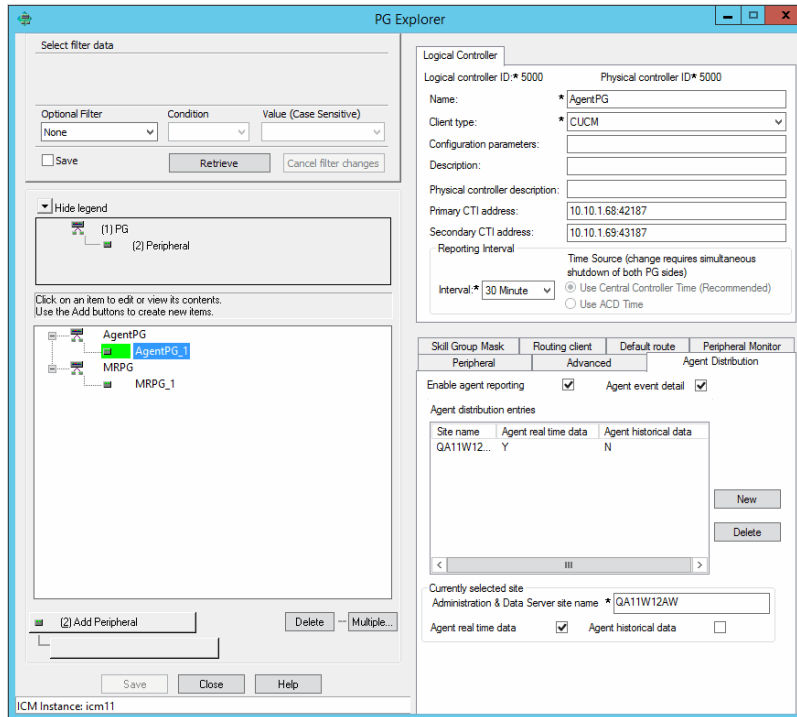 PG Explorer
Select filter data
Optional Filter Condition Value (Case Sensitive)
None
Save Retrieve Cancel filter changes
Hide legend
(1) PG
(2) Peripheral
Click on an item to edit or view its contents.
Use the Add buttons to create new items.
AgentPG
AgentPG_1
MRPG
MRPG_1
(2) Add Peripheral Delete Multiple...
Save Close Help
ICM Instance: icm11
Logical Controller
Logical controller ID:* 5000 Physical controller ID* 5000
Name: * AgentPG
Client type: * CUCM
Configuration parameters:
Description:
Physical controller description:
Primary CTI address: 10.10.1.68:42187
Secondary CTI address: 10.10.1.69:43187
Reporting Interval
Time Source (change requires simultaneous
shutdown of both PG sides)
Interval:* 30 Minute Use Central Controller Time (Recommended)
Use ACD Time
Skill Group Mask Routing client Default route Peripheral Monitor
Peripheral Advanced Agent Distribution
Enable agent reporting Agent event detail
Agent distribution entries
Site name Agent real time data Agent historical data
QA11W12... Y N
New
Delete
Currently selected site
Administration & Data Server site name * QA11W12AW
Agent real time data Agent historical data